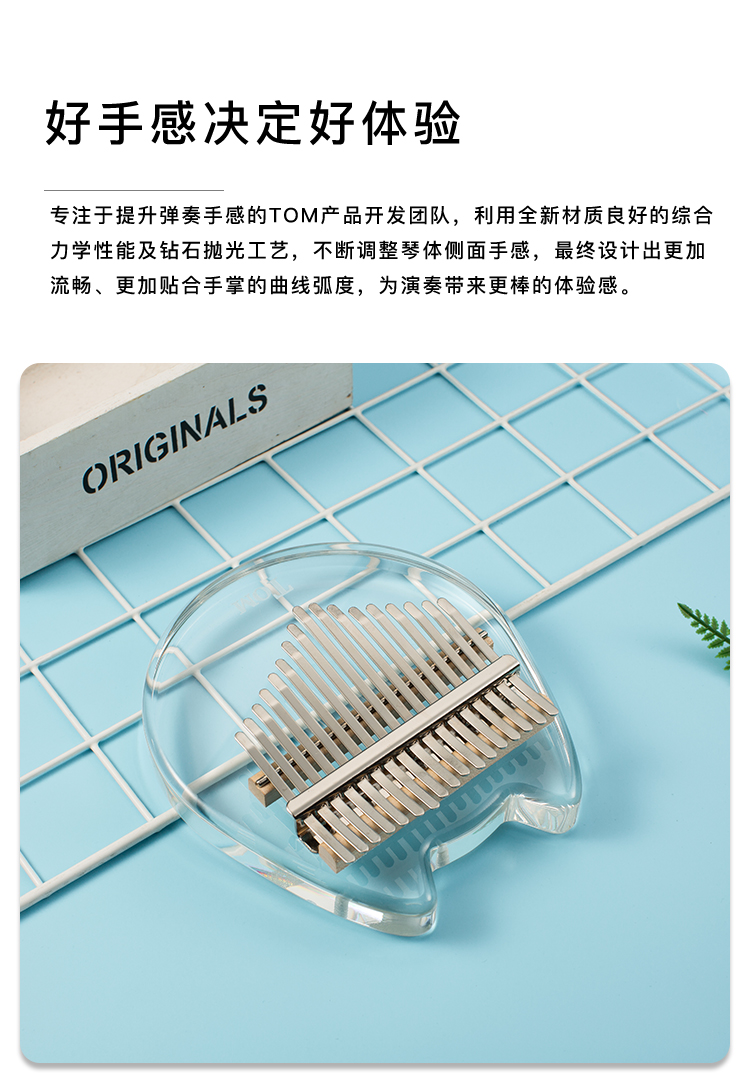 好手感决定好体验
专注于提升弹奏手感的TOM产品开发团队，利用全新材质良好的综合
力学性能及钻石抛光工艺，不断调整琴体侧面手感，最终设计出更加
流畅、更加贴合手掌的曲线弧度，为演奏带来更棒的体验感。
ORIGINALS